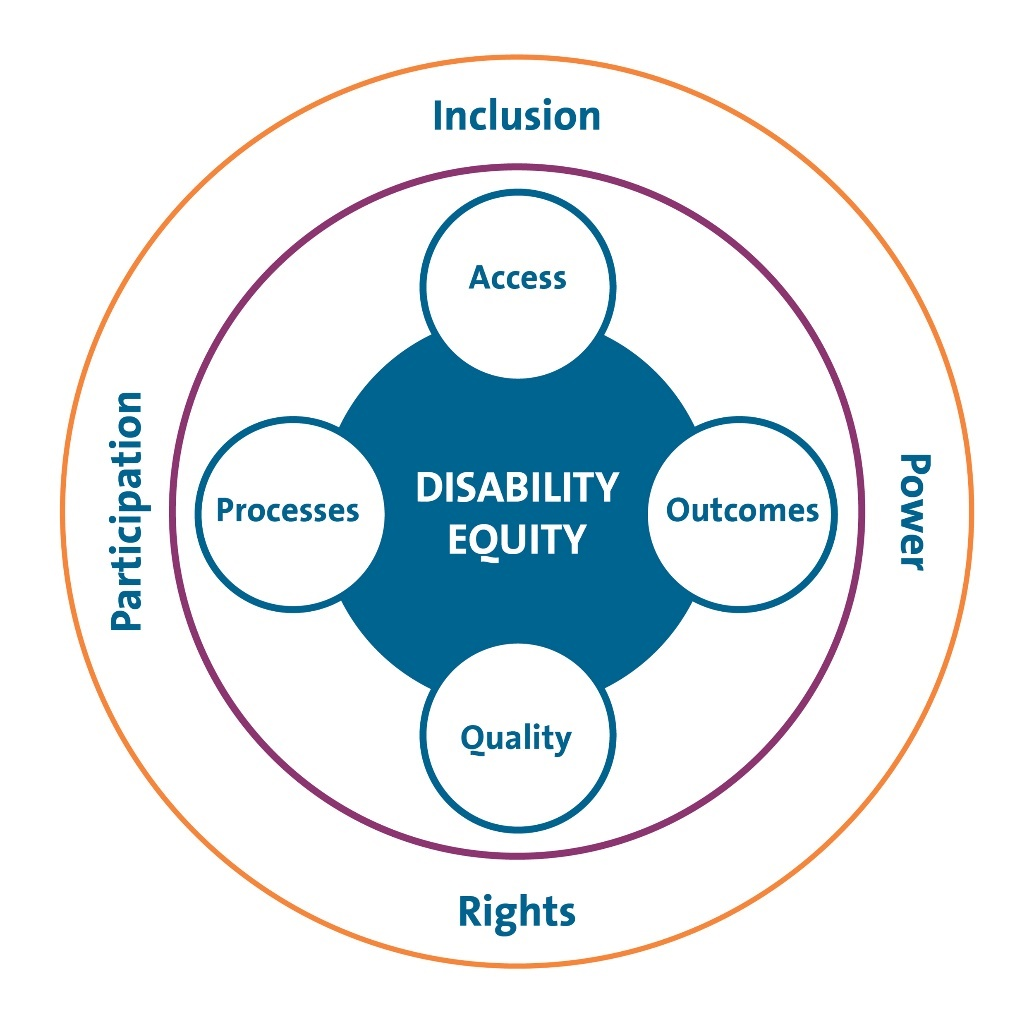 Inclusion
Access
Participation
Processes
DISABILITY
EQUITY
Outcomes
Power
Quality
Rights